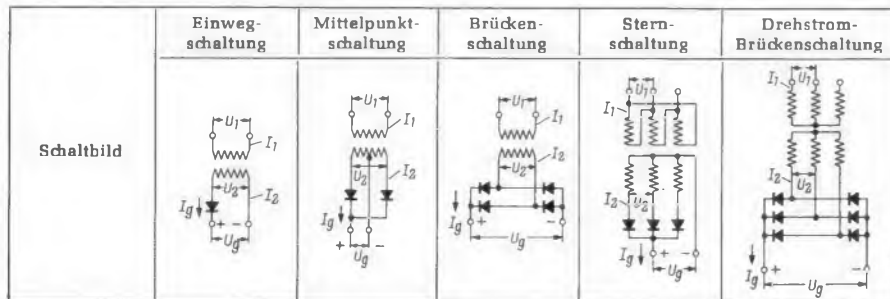 Einweg-
schaltung
Mittelpunkt-
schaltung
Brücken-
schaltung
Stern-
schaltung
Drehstrom-
Brückenschaltung
Schaltbild
U1
I1
U2
I2
Ig
+ -
Ug
U1
I1
U2
I2
Ig
+ -
Ug
U1
I1
U2
I2
Ig
+ -
Ug
U1
I1
I2
U2
Ig
+ -
Ug
U1
I1
I2
U2
Ig
+ -
Ug